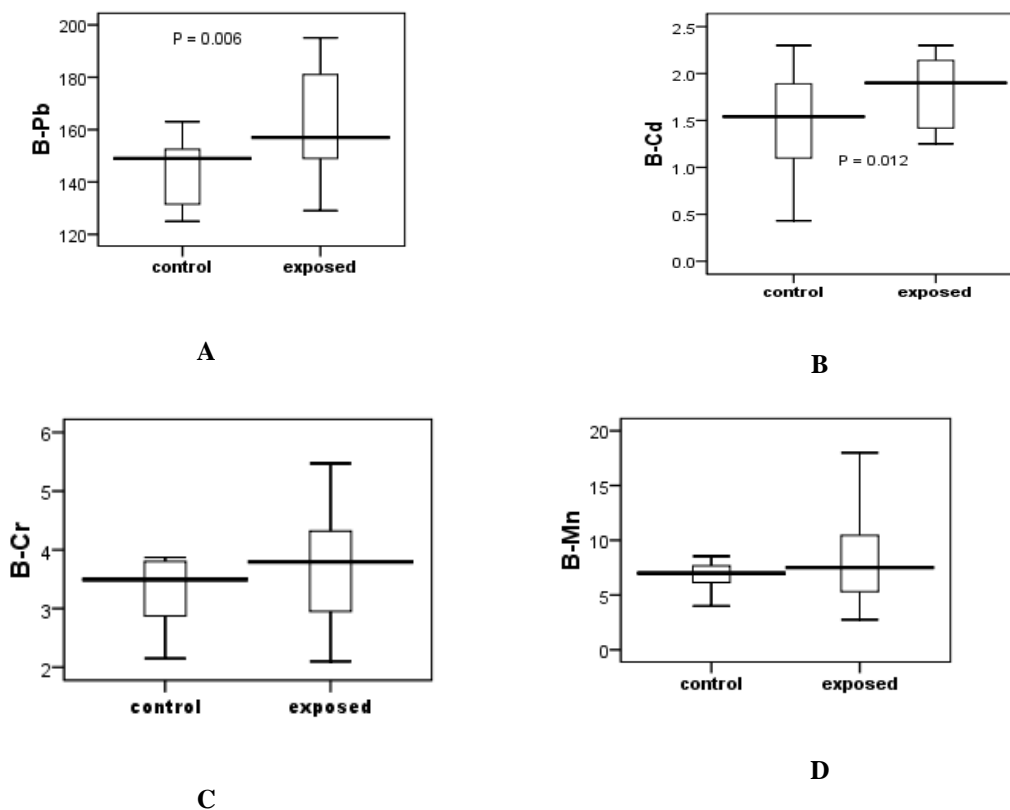 200
180
160
140
120
B-Pb
P = 0.006
control exposed
A
2.5
2.0
1.5
1.0
0.5
0.0
B-Cd
P = 0.012
control exposed
B
6
5
4
3
2
B-Cr
control exposed
C
20
15
10
5
0
B-Mn
control exposed
D